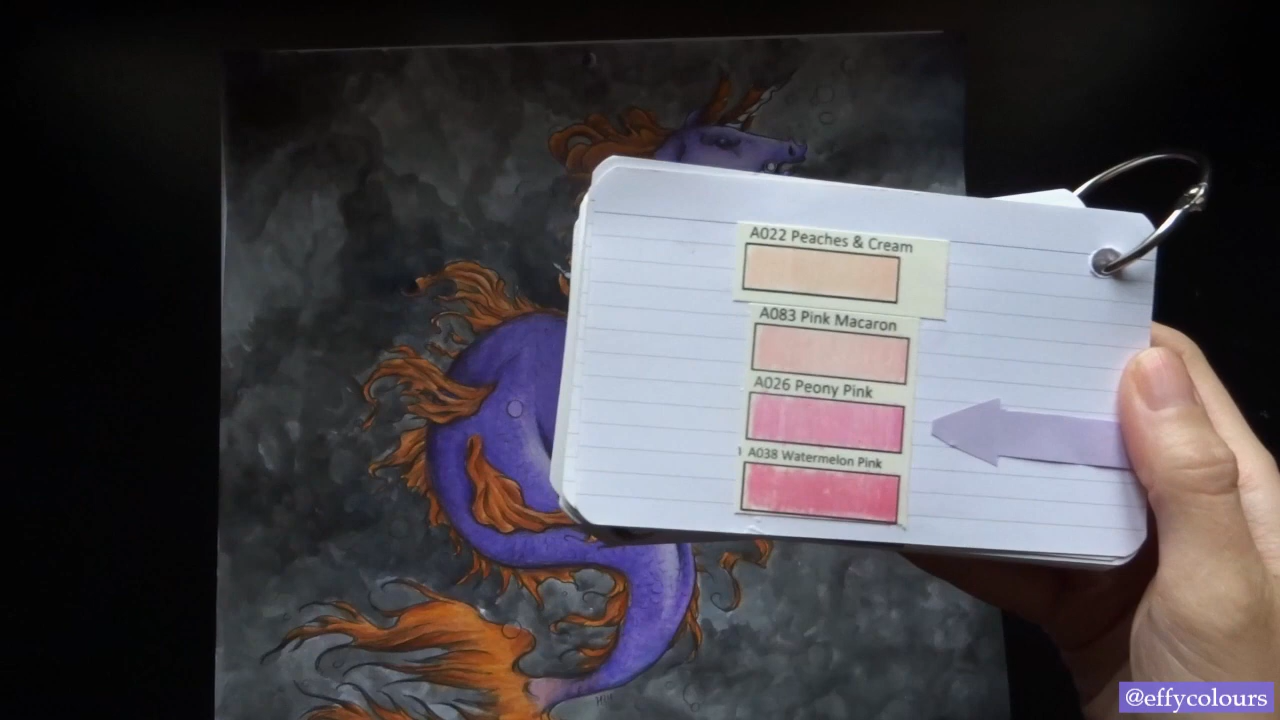 A022 Peaches & Cream
A083 Pink Macaron
A026 Peony Pink
A038 Watermelon Pink
@effycolours